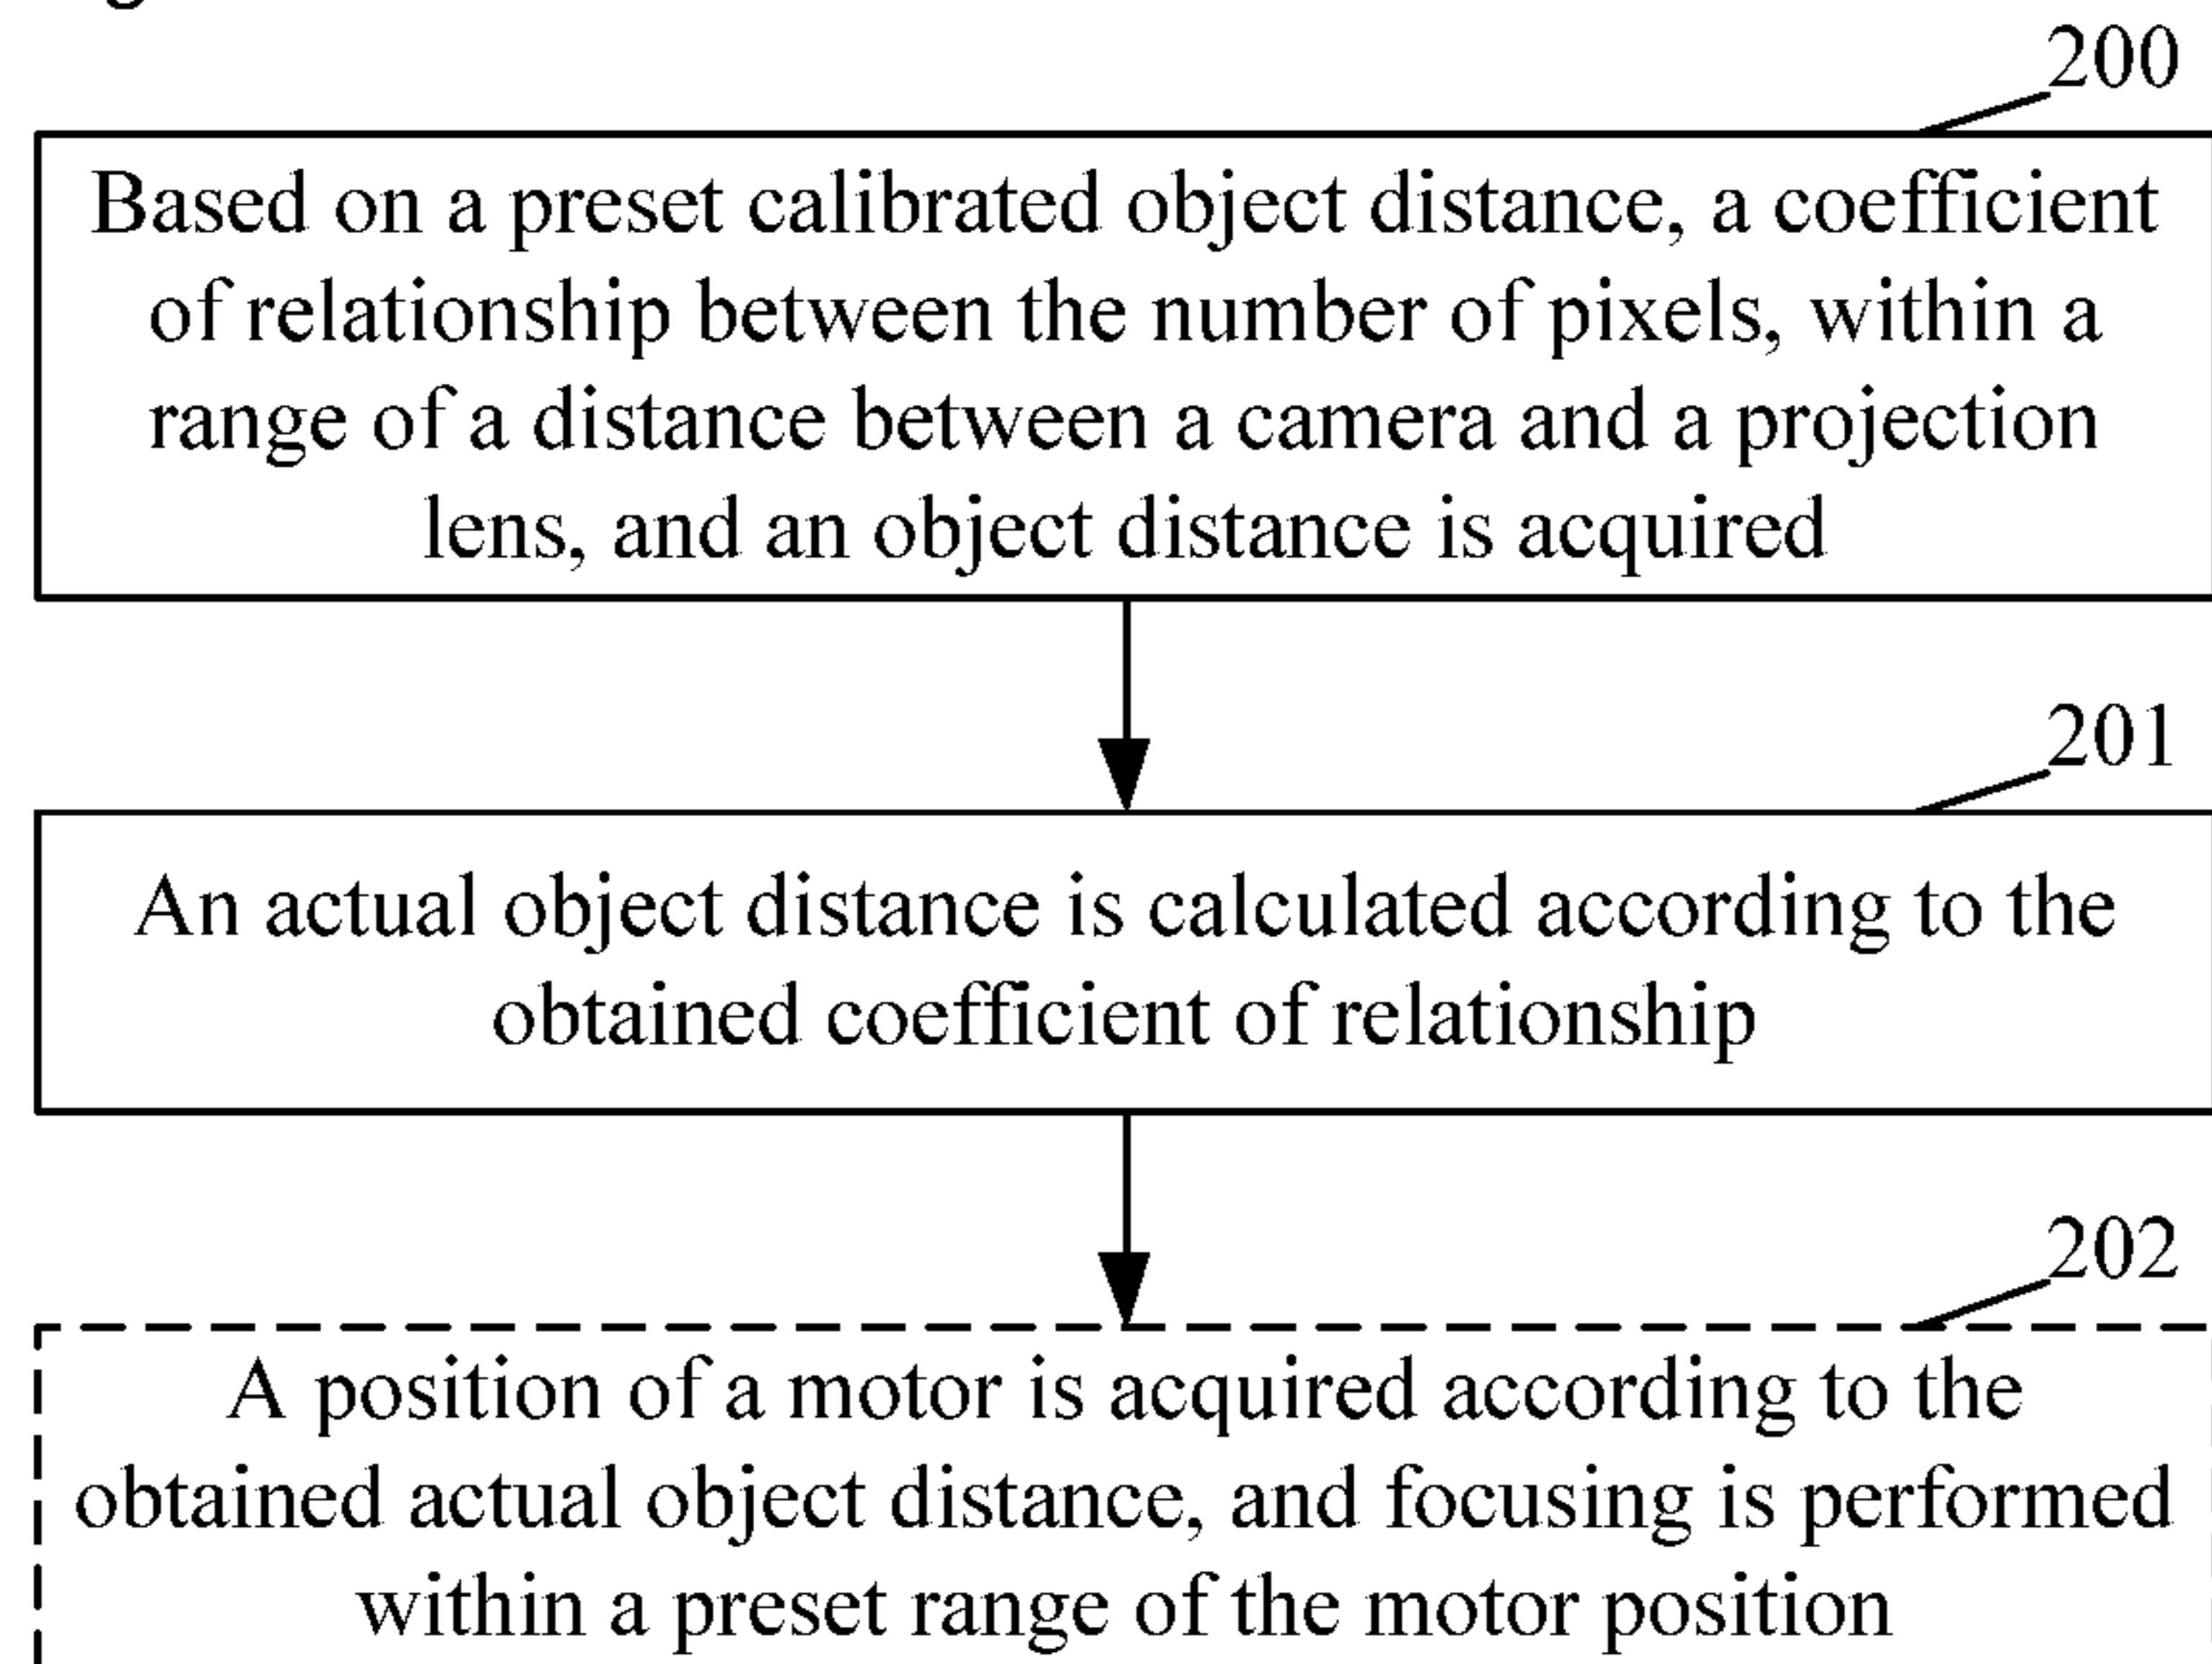 200
Based on a preset calibrated object distance, a coefficient
of relationship between the number of pixels, within a
range of a distance between a camera and a projection
lens, and an object distance is acquired
201
An actual object distance is calculated according to the
obtained coefficient of relationship
202
A position of a motor is acquired according to the
obtained actual object distance, and focusing is performed
within a preset range of the motor position